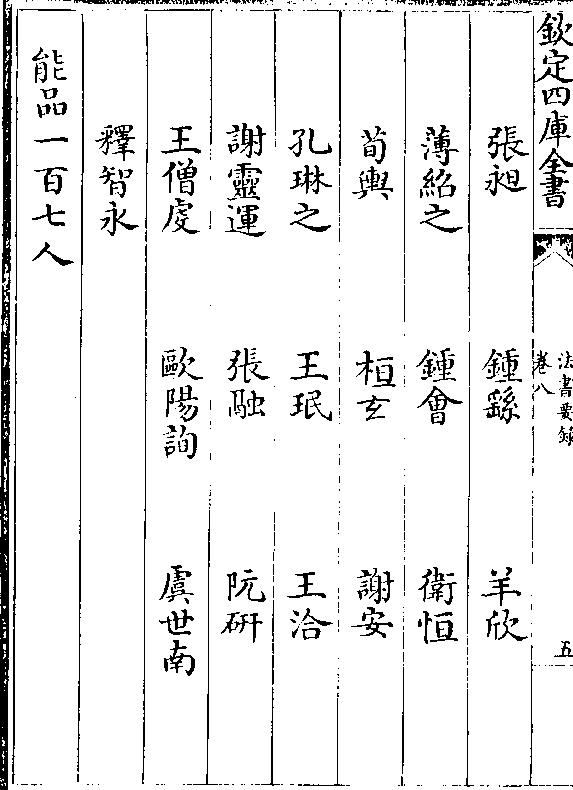 欽定四庫全書
法書要録
卷八
五
張昶 鍾繇 羊欣
薄紹之 鍾會 衛恒
荀輿 桓玄 謝安
孔琳之 王珉 王洽
謝靈運 張融 阮研
王僧虔 歐陽詢 虞世南
釋智永
能品一百七人